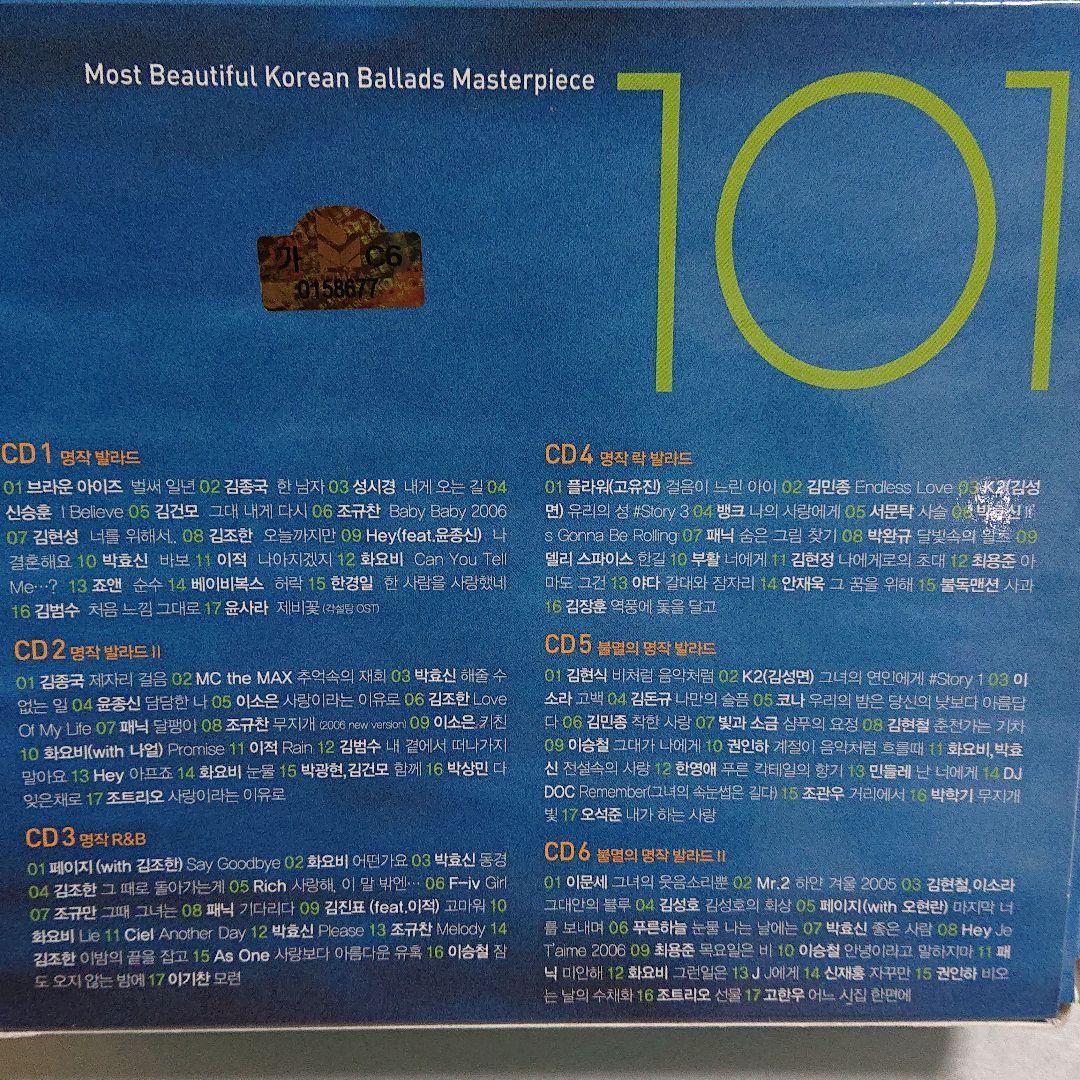 Most Beautiful Korean Ballads Masterpiece
101
가 C6
0158677
CD1 명작 발라드
01 브라운 아이즈 벌써 일년 02 김종국 한 남자 03 성시경 내게 오는 길 04
신승훈 I Believe 05 김건모 그대 내게 다시 06 조규찬 Baby Baby 2006
07 김현성 너를 위해서.. 08 김조한 오늘까지만 09 Hey(feat.윤종신) 나
결혼해요 10 박효신 바보 11 이적 나아지겠지 12 화요비 Can You Tell
Me…? 13 죠앤 순수 14 베이비복스 허락 15 한경일 한 사람을 사랑했네
16 김범수 처음 느낌 그대로 17 윤사라 제비꽃 (각설탕 OST)
CD2 명작 발라드 II
01 김종국 제자리 걸음 02 MC the MAX 추억속의 재회 03 박효신 해줄 수
없는 일 04 윤종신 담담한 나 05 이소은 사랑이라는 이유로 06 김조한 Love
Of My Life 07 패닉 달팽이 08 조규찬 무지개 (2006 new version) 09 이소은 키친
10 화요비(with 나얼) Promise 11 이적 Rain 12 김범수 내 곁에서 떠나가지
말아요 13 Hey 아프죠 14 화요비 눈물 15 박광현,김건모 함께 16 박상민 다
잊은채로 17 조트리오 사랑이라는 이유로
CD3 명작 R&B
01 페이지 (with 김조한) Say Goodbye 02 화요비 어떤가요 03 박효신 동경
04 김조한 그 때로 돌아가는게 05 Rich 사랑해, 이 말 밖엔… 06 F-iv Girl
07 조규만 그때 그녀는 08 패닉 기다리다 09 김진표 (feat.이적) 고마워 10
화요비 Lie 11 Ciel Another Day 12 박효신 Please 13 조규찬 Melody 14
김조한 이밤의 끝을 잡고 15 As One 사랑보다 아름다운 유혹 16 이승철 잠
도 오지 않는 밤에 17 이기찬 모련
CD4 명작 락 발라드
01 플라워(고유진) 걸음이 느린 아이 02 김민종 Endless Love 03 K2(김성
면) 유리의 성 #Story 3 04 뱅크 나의 사랑에게 05 서문탁 사슬 06 It'
s Gonna Be Rolling 07 패닉 숨은 그림 찾기 08 박완규 달빛속의 왈츠 09
델리 스파이스 한길 10 부활 너에게 11 김현정 나에게로의 초대 12 최용준 아
마도 그건 13 야다 갈대와 잠자리 14 안재욱 그 꿈을 위해 15 불독맨션 사과
16 김장훈 역풍에 돛을 달고
CD5 불멸의 명작 발라드
01 김현식 비처럼 음악처럼 02 K2(김성면) 그녀의 연인에게 #Story 1 03 이
소라 고백 04 김돈규 나만의 슬픔 05 코나 우리의 밤은 당신의 낮보다 아름답
다 06 김민종 착한 사랑 07 빛과 소금 샴푸의 요정 08 김현철 춘천가는 기차
09 이승철 그대가 나에게 10 권인하 계절이 음악처럼 흐를때 11 화요비,박효
신 전설속의 사랑 12 한영애 푸른 칵테일의 향기 13 민들레 난 너에게 14 DJ
DOC Remember(그녀의 속눈썹은 길다) 15 조관우 거리에서 16 박학기 무지개
빛 17 오석준 내가 하는 사랑
CD6 불멸의 명작 발라드 II
01 이문세 그녀의 웃음소리뿐 02 Mr.2 하얀 겨울 2005 03 김현철,이소라
그대안의 블루 04 김성호 김성호의 회상 05 페이지(with 오현란) 마지막 너
를 보내며 06 푸른하늘 눈물 나는 날에는 07 박효신 좋은 사람 08 Hey Je
T'aime 2006 09 최용준 목요일은 비 10 이승철 안녕이라고 말하지마 11 패
닉 미안해 12 화요비 그런일은 13 J J에게 14 신재홍 자꾸만 15 권인하 비오
는 날의 수채화 16 조트리오 선물 17 고한우 어느 시집 한편에